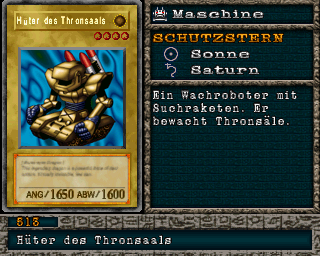 Hüter des Thronsaals
ANG/1650 ABW/1600
Maschine
SCHUTZSTERN
Sonne
Saturn
Ein Wachroboter mit
Suchraketen. Er
bewacht Thronsäle.
513
Hüter des Thronsaals